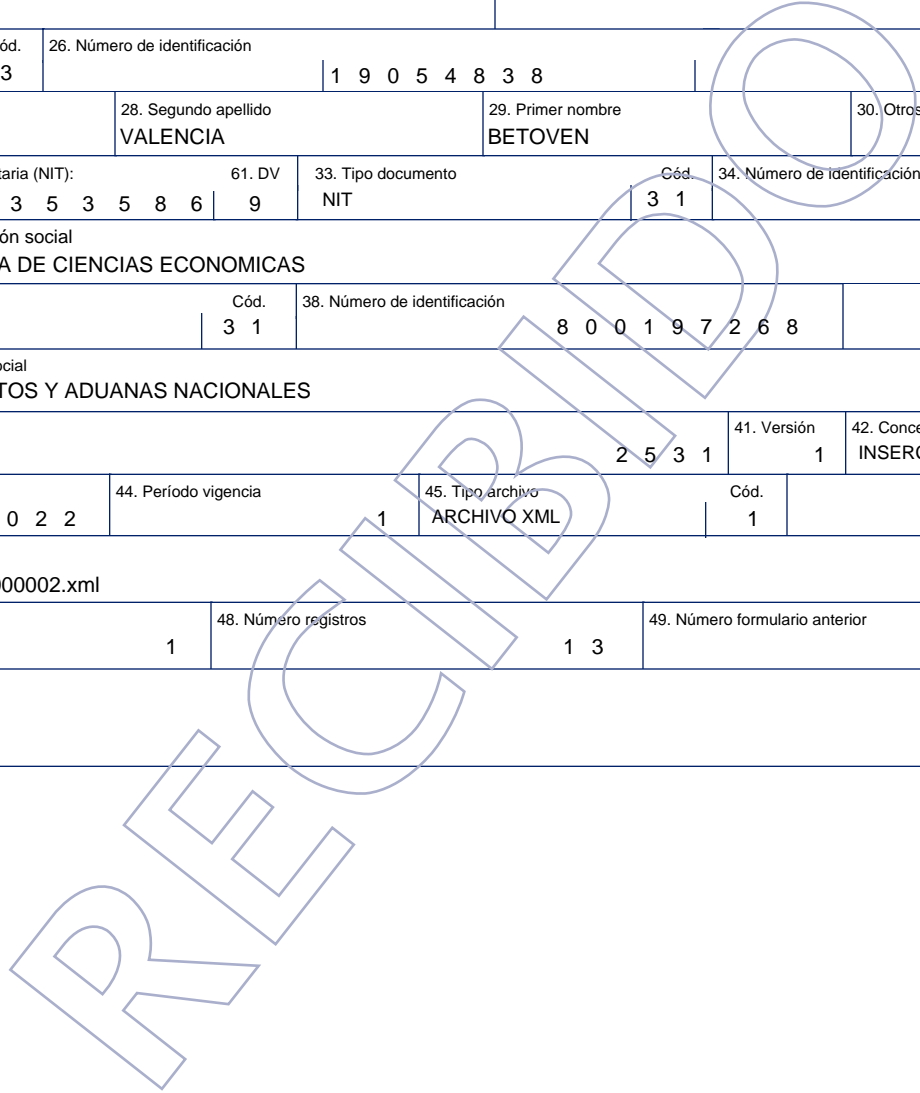 ód. 26. Número de identificación
3 1 9 0 5 4 8 3 8
28. Segundo apellido 29. Primer nombre 30. Otros
VALENCIA BETOVEN
taria (NIT): 61. DV 33. Tipo documento Cód. 34. Número de identificación
3 5 3 5 8 6 9 NIT 3 1
ón social
A DE CIENCIAS ECONOMICAS
Cód. 38. Número de identificación
3 1 8 0 0 1 9 7 2 6 8
ocial
TOS Y ADUANAS NACIONALES
41. Versión 42. Conce
2 5 3 1 1 INSERC
44. Período vigencia 45. Tipo archivo Cód.
0 2 2 1 ARCHIVO XML 1
000002.xml
48. Número registros 49. Número formulario anterior
1 1 3
RECIBIDO